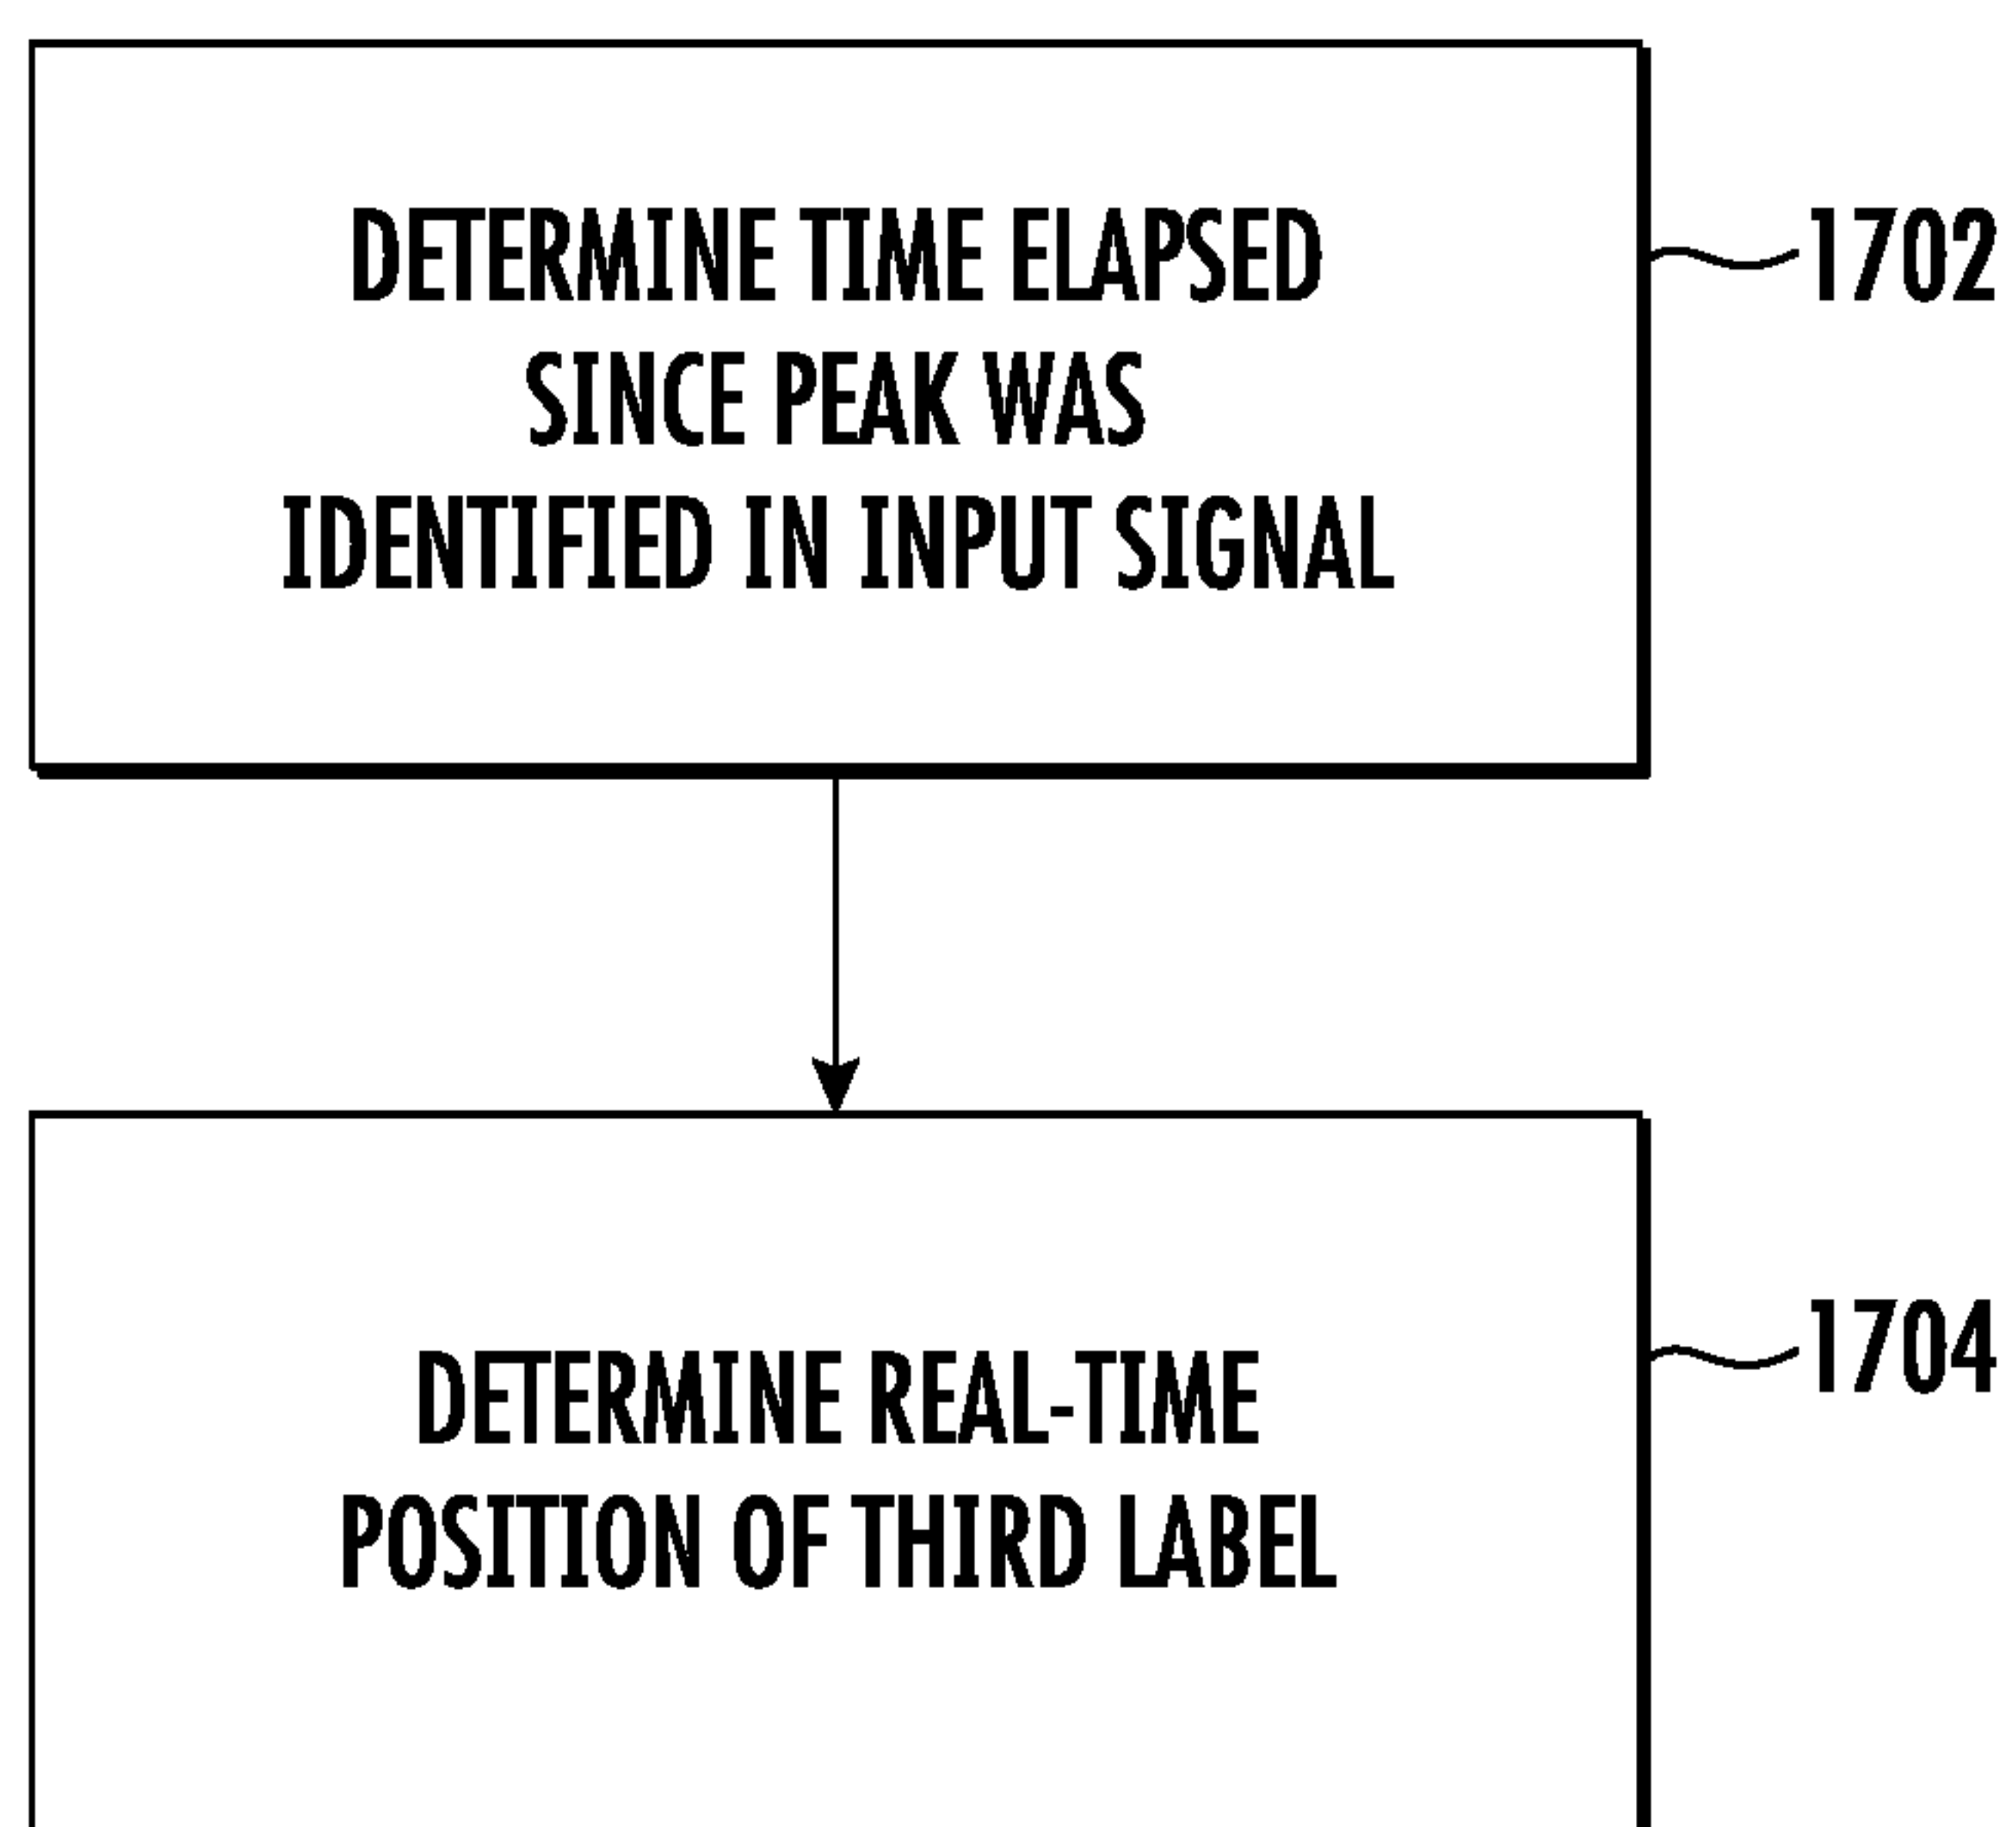 DETERMINE TIME ELAPSED
SINCE PEAK WAS
IDENTIFIED IN INPUT SIGNAL
1702
DETERMINE REAL-TIME
POSITION OF THIRD LABEL
1704